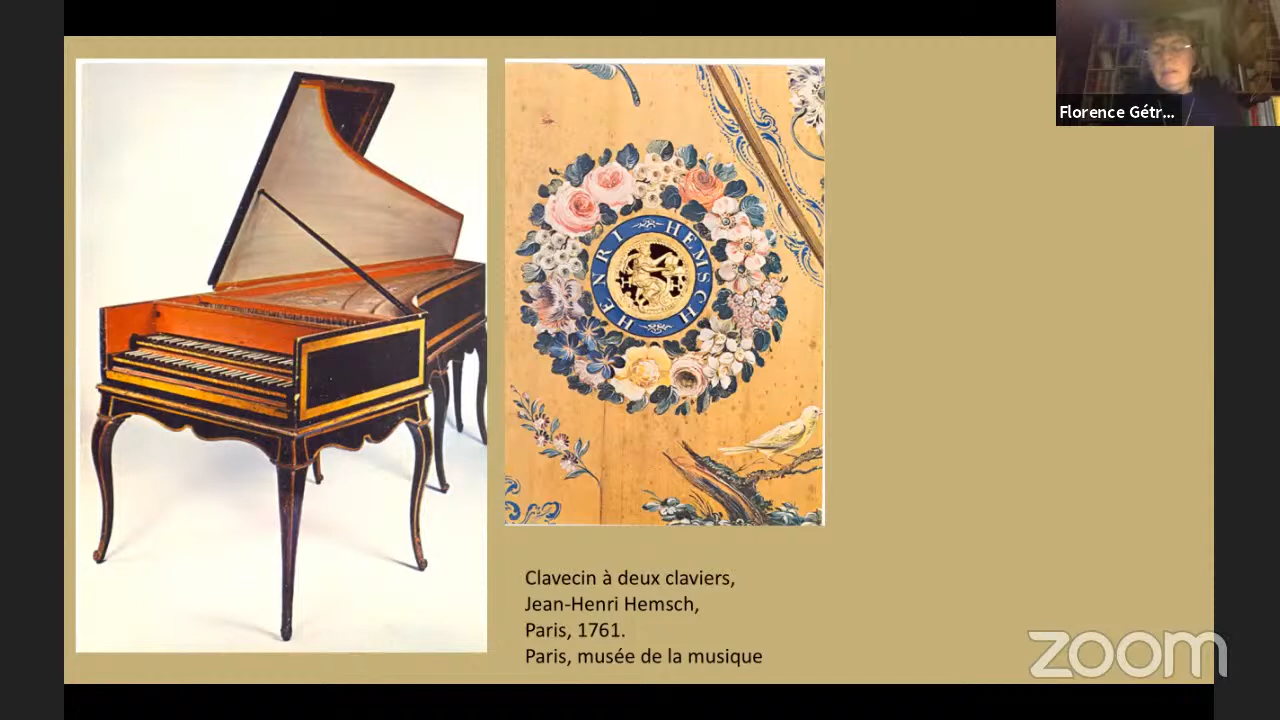 Florence Gétr...
HENRI HEMSCH
Clavecin à deux claviers,
Jean-Henri Hemsch,
Paris, 1761.
Paris, musée de la musique
zoom